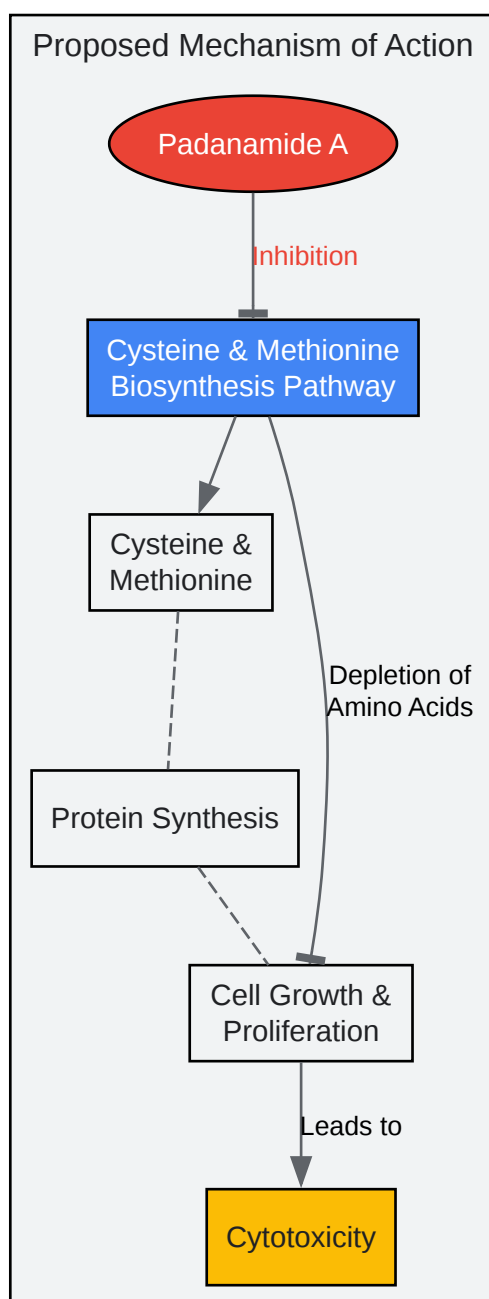 Proposed Mechanism of Action
Padanamide A
Inhibition
Cysteine & Methionine
Biosynthesis Pathway
Cysteine &
Methionine
Depletion of
Amino Acids
Protein Synthesis
Cell Growth &
Proliferation
Leads to
Cytotoxicity